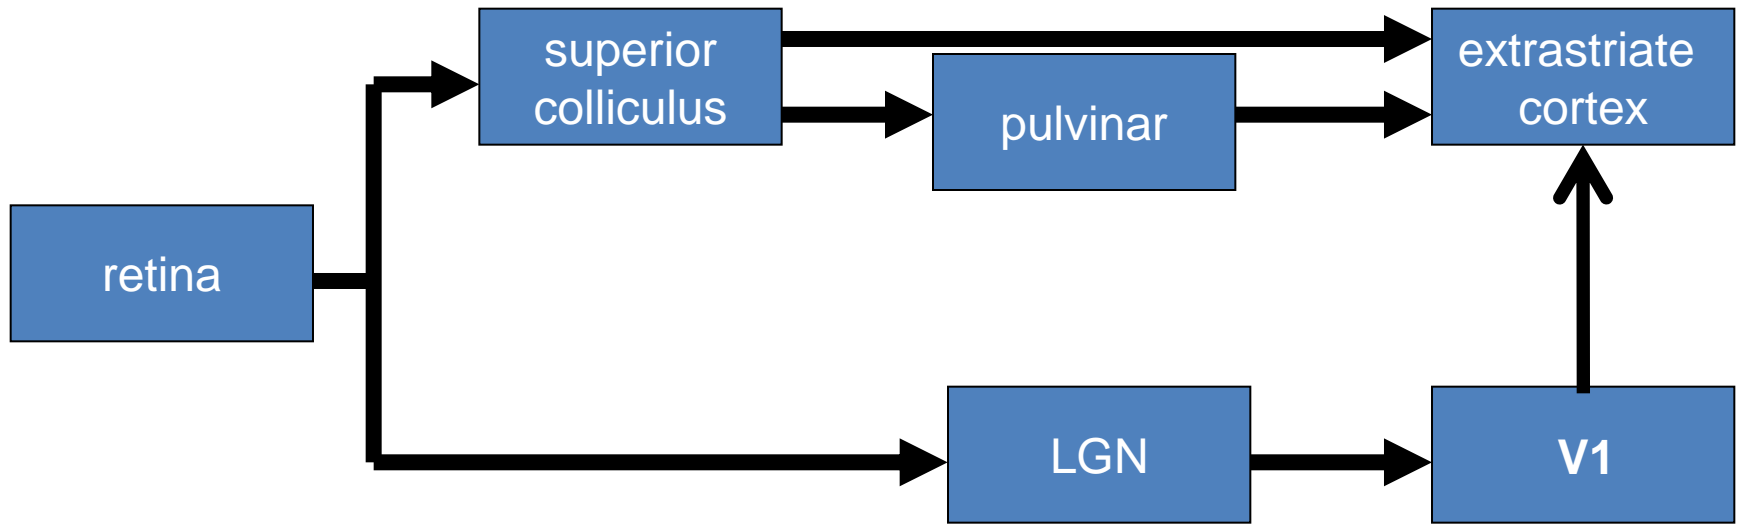 superior
colliculus
extrastriate
cortex
pulvinar
retina
LGN
V1